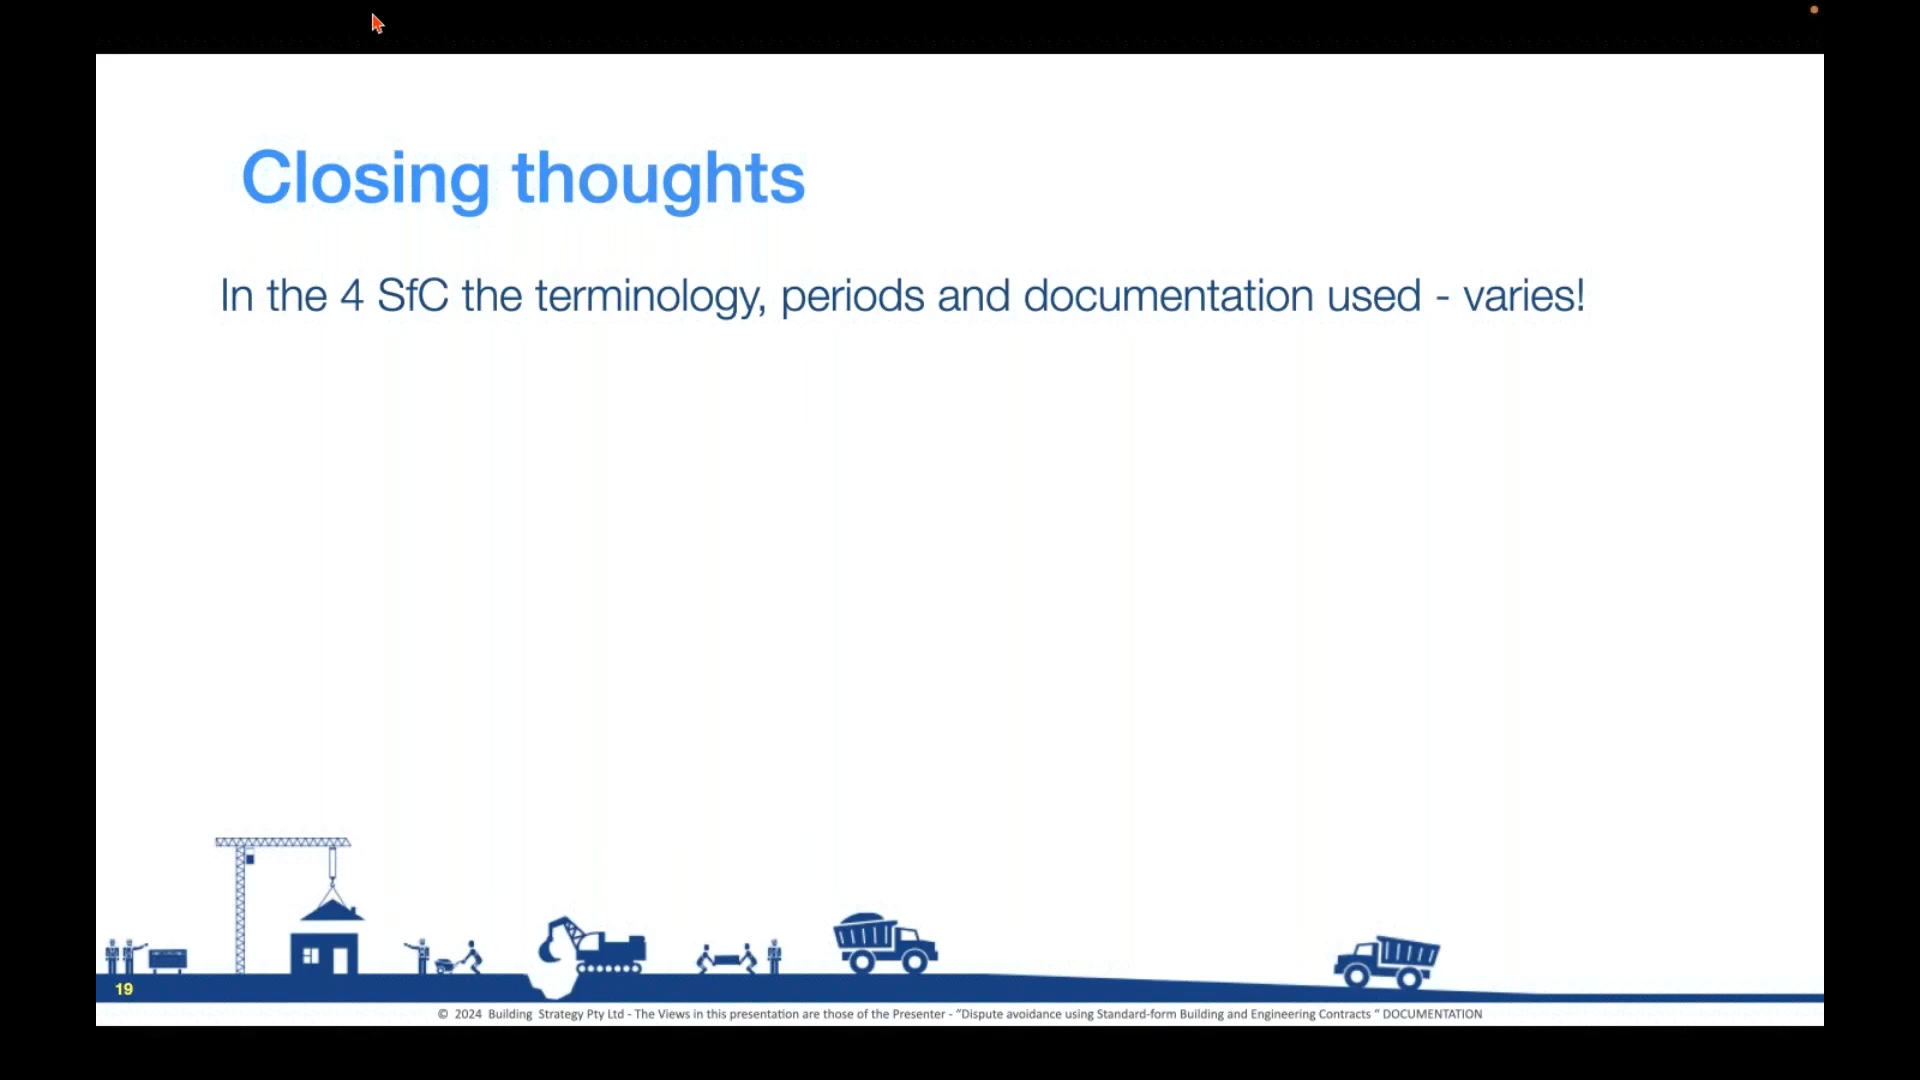 Closing thoughts
In the 4 SfC the terminology, periods and documentation used - varies!
19
© 2024 Building Strategy Pty Ltd - The Views in this presentation are those of the Presenter - “Dispute avoidance using Standard-form Building and Engineering Contracts “ DOCUMENTATION